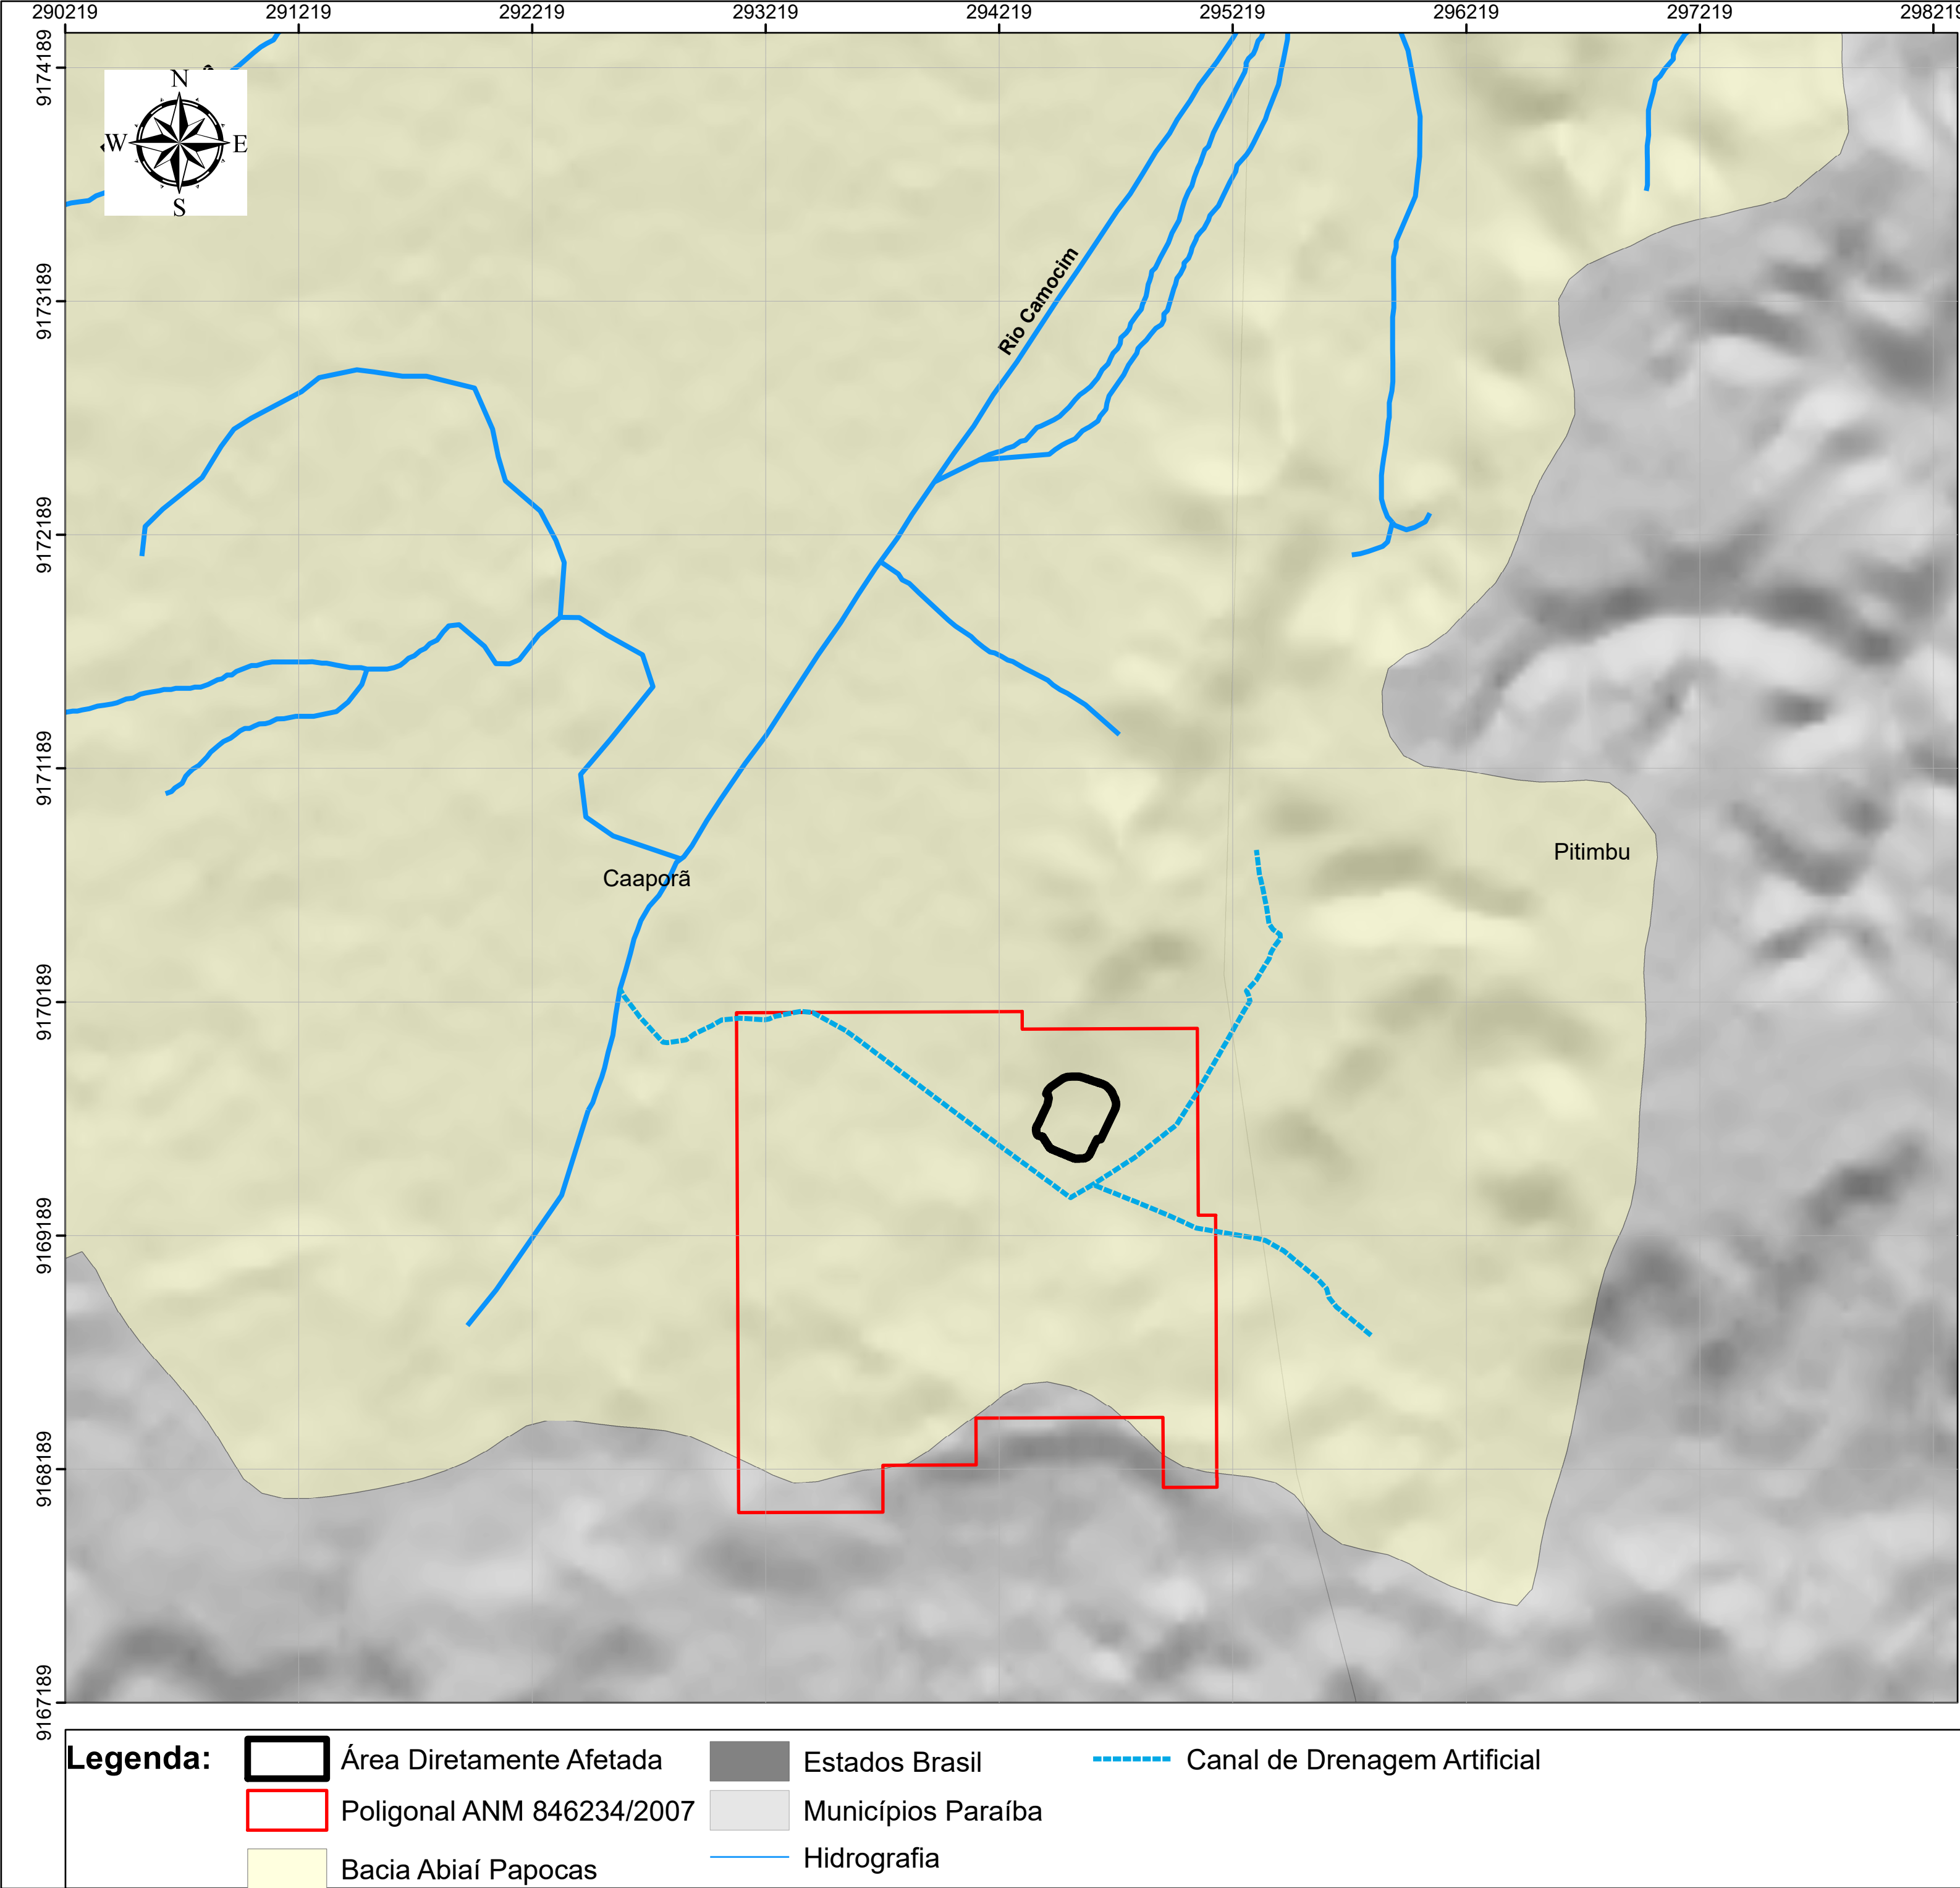 290219 291219 292219 293219 294219 295219 296219 297219 298219
9174189
N
W E
S
Rio Camocim
9173189
9172189
9171189
Pitimbu
Caaporã
9170189
9169189
9168189
9167189
Legenda:
Área Diretamente Afetada
Estados Brasil
Canal de Drenagem Artificial
Poligonal ANM 846234/2007
Municípios Paraíba
Bacia Abiaí Papocas
Hidrografia